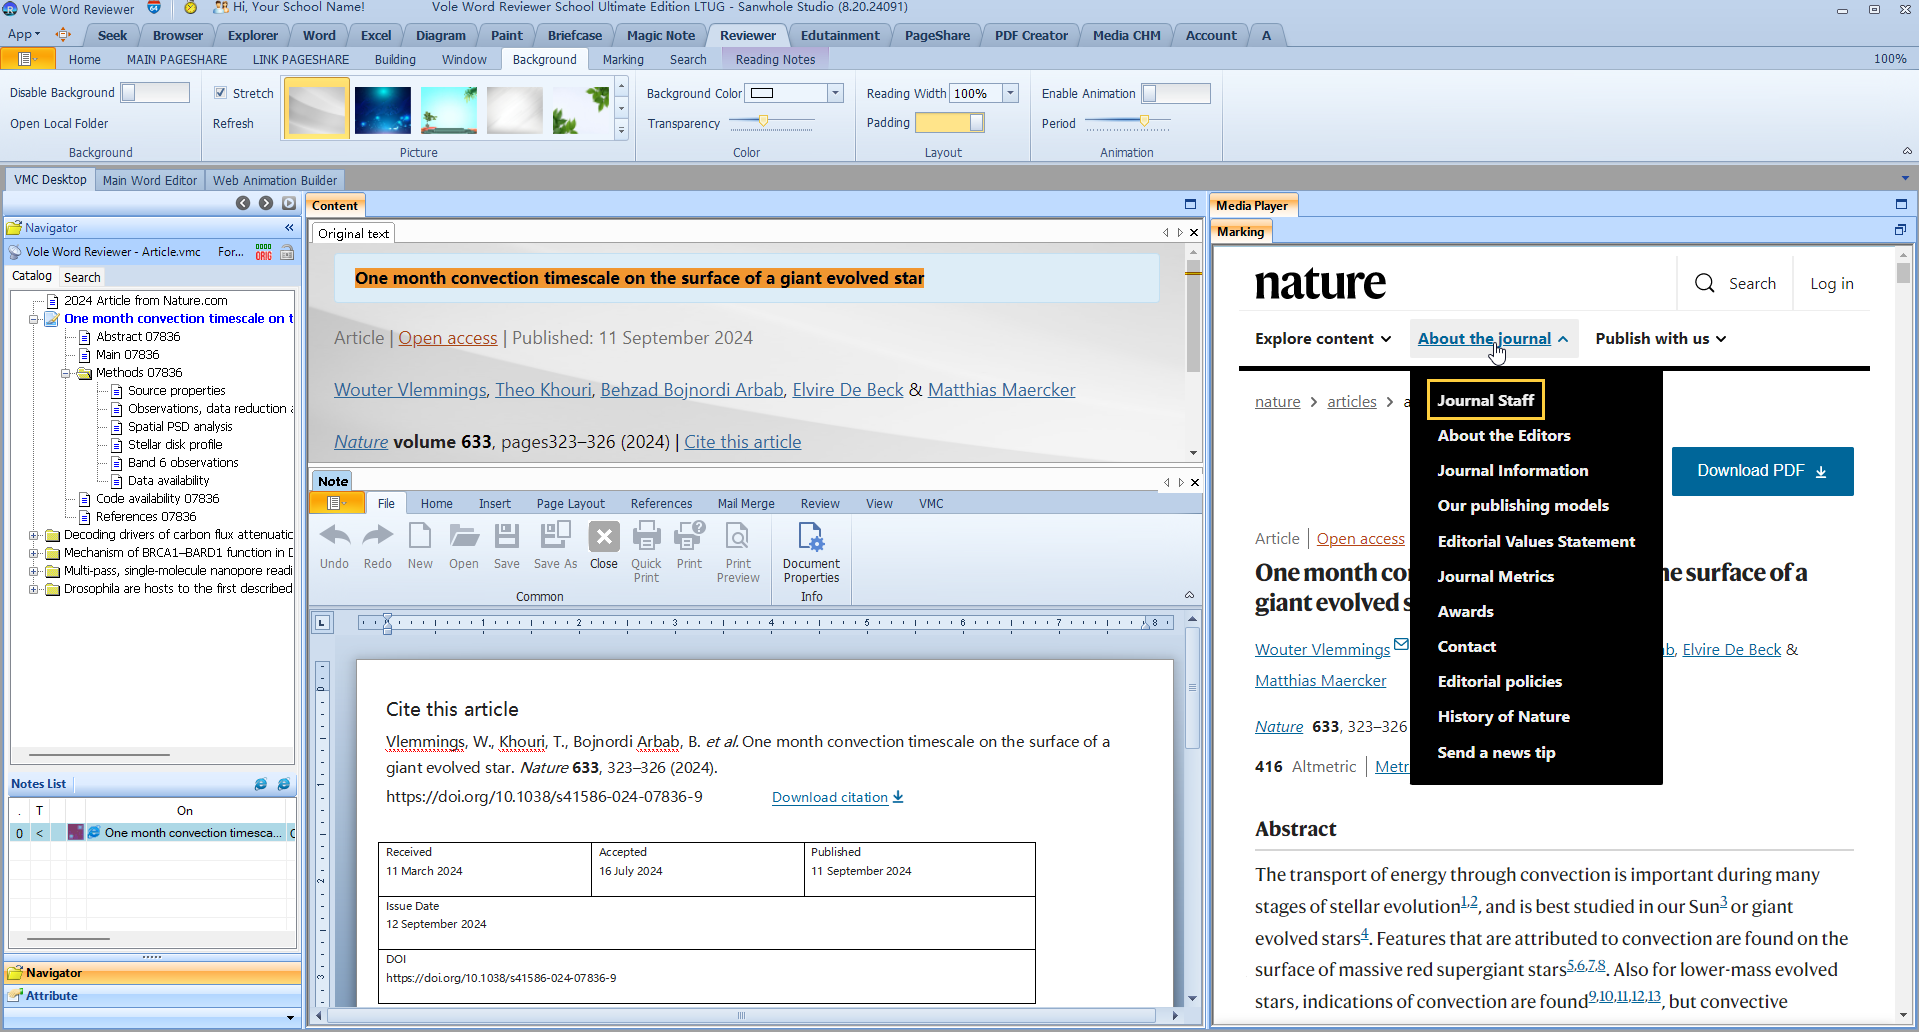 Vole Word Reviewer
Hi, Your School Name!
Vole Word Reviewer School Ultimate Edition LTUG - Sanwhole Studio (8.20.24091)
App
Seek
Browser
Explorer
Word
Excel
Diagram
Paint
Briefcase
Magic Note
Reviewer
Edutainment
PageShare
PDF Creator
Media CHM
Account
A
Home
MAIN PAGESHARE
LINK PAGESHARE
Building
Window
Background
Marking
Search
Reading Notes
100%
Disable Background
Open Local Folder
Background
Stretch
Refresh
Picture
Background Color
Transparency
Color
Reading Width 100%
Padding
Layout
Enable Animation
Period
Animation
VMC Desktop
Main Word Editor
Web Animation Builder
Navigator
Vole Word Reviewer - Article.vmc
For...
Catalog
Search
2024 Article from Nature.com
One month convection timescale on t
Abstract 07836
Main 07836
Methods 07836
Source properties
Observations, data reduction a
Spatial PSD analysis
Stellar disk profile
Band 6 observations
Data availability
Code availability 07836
References 07836
Decoding drivers of carbon flux attenuatic
Mechanism of BRCA1–BARD1 function in D
Multi-pass, single-molecule nanopore readi
Drosophila are hosts to the first described
Notes List
. T On
0 < One month convection timesca...
Navigator
Attribute
Content
Original text
One month convection timescale on the surface of a giant evolved star
Article | Open access | Published: 11 September 2024
Wouter Vlemmings, Theo Khouri, Behzad Bojnordi Arbab, Elvire De Beck & Matthias Maercker
Nature volume 633, pages323–326 (2024) | Cite this article
Note
File
Home
Insert
Page Layout
References
Mail Merge
Review
View
VMC
Undo
Redo
New
Open
Save
Save As
Close
Quick Print
Print
Print Preview
Document Properties
Common
Info
1 2 3 4 5 6 7 8
Cite this article
Vlemmings, W., Khouri, T., Bojnordi Arbab, B. et al. One month convection timescale on the surface of a
giant evolved star. Nature 633, 323–326 (2024).
https://doi.org/10.1038/s41586-024-07836-9
Download citation
Received
11 March 2024
Accepted
16 July 2024
Published
11 September 2024
Issue Date
12 September 2024
DOI
https://doi.org/10.1038/s41586-024-07836-9
Media Player
Marking
nature
Search
Log in
Explore content
About the journal
Publish with us
nature > articles > a
Journal Staff
About the Editors
Journal Information
Our publishing models
Editorial Values Statement
Journal Metrics
Awards
Contact
Editorial policies
History of Nature
Send a news tip
Download PDF
Article | Open access
One month co
ne surface of a
giant evolved s
Wouter Vlemmings
b, Elvire De Beck &
Matthias Maercker
Nature 633, 323–326
416 Altmetric | Metr
Abstract
The transport of energy through convection is important during many
stages of stellar evolution1,2, and is best studied in our Sun3 or giant
evolved stars4. Features that are attributed to convection are found on the
surface of massive red supergiant stars5,6,7,8. Also for lower-mass evolved
stars, indications of convection are found9,10,11,12,13, but convective